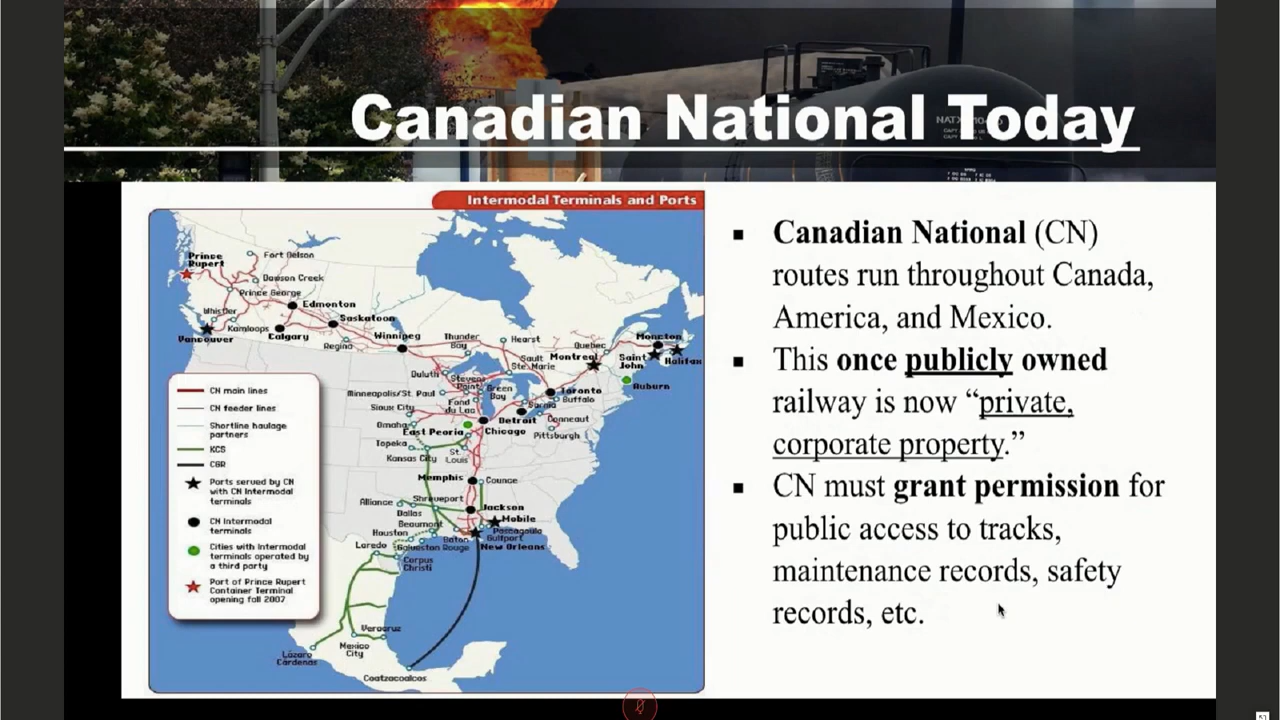 Canadian National Today
NATX
Intermodal Terminals and Ports
Prince
Rupert
Fort Nelson
Dawson Creek
Prince George
Edmonton
Whistler
Saskatoon
Kamloops
Vancouver
Calgary
Regina
Winnipeg
Thunder
Bay
Hearst
Sault
Ste. Marie
Quebec
Montreal
Moncton
Saint
John
Halifax
Duluth
Stevens
Point
Green
Bay
Toronto
Auburn
Minneapolis/St. Paul
Fond
du Lac
Sarnia
Buffalo
Sioux City
Detroit
Conneaut
Omaha
East Peoria
Chicago
Pittsburgh
Topeka
St.
Louis
Kansas City
Memphis
Counce
Alliance
Shreveport
Dallas
Jackson
Beaumont
Mobile
Pascagoula
Houston
Baton
Gulfport
Laredo
Galveston
Rouge
New Orleans
Corpus
Christi
Veracruz
Mexico
City
Lázaro
Cárdenas
Coatzacoalcos
CN main lines
CN feeder lines
Shortline haulage
partners
KCS
CGR
Ports served by CN
with CN Intermodal
terminals
CN Intermodal
terminals
Cities with Intermodal
terminals operated by
a third party
Port of Prince Rupert
Container Terminal
opening fall 2007
▪ Canadian National (CN)
routes run throughout Canada,
America, and Mexico.
▪ This once publicly owned
railway is now “private,
corporate property.”
▪ CN must grant permission for
public access to tracks,
maintenance records, safety
records, etc.